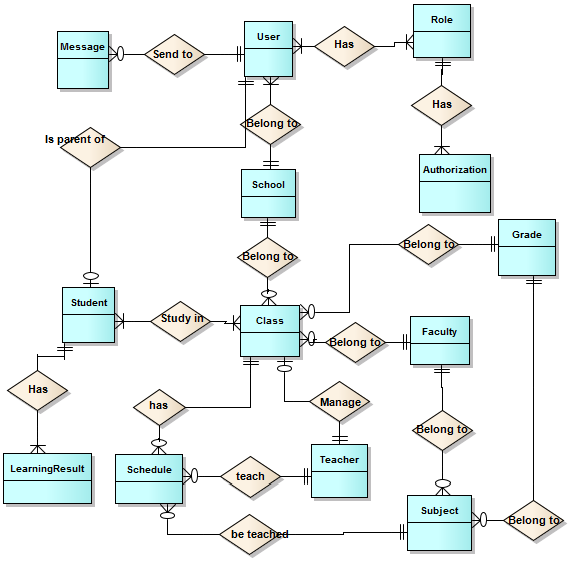 Role
User
Message
Has
Send to
Has
Belong to
Is parent of
Authorization
School
Grade
Belong to
Belong to
Student
Study in
Class
Faculty
Belong to
Has
has
Manage
Belong to
Teacher
LearningResult
Schedule
teach
Subject
Belong to
be teached